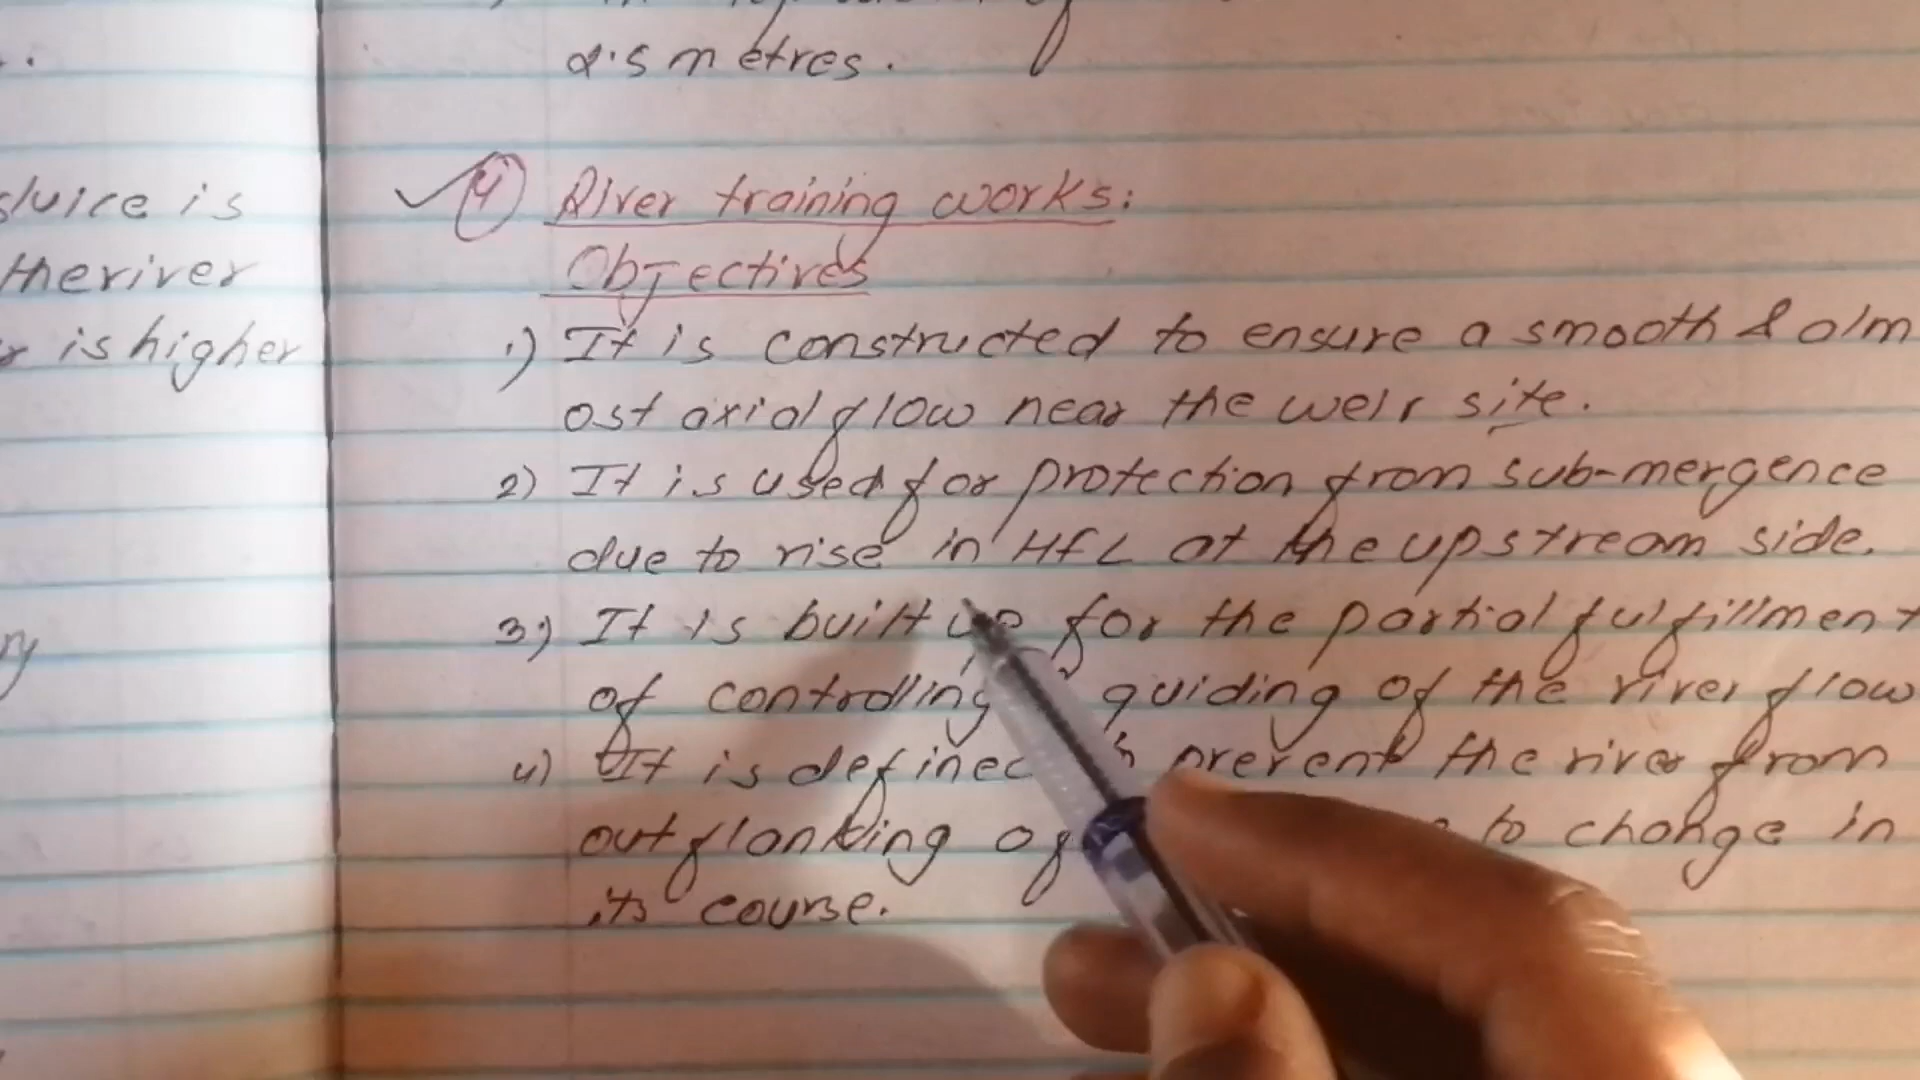 sluice is
the river
is higher
2.5 metres.
4) River training works:
Objectives
1) It is constructed to ensure a smooth & alm
ost axial flow near the weir site.
2) It is used for protection from sub-mergence
due to rise in HFL at the upstream side.
3) It is built up for the partial fulfillment
of controlling guiding of the river flow
4) It is defined prevent the river from
outflanking to change in
its course.